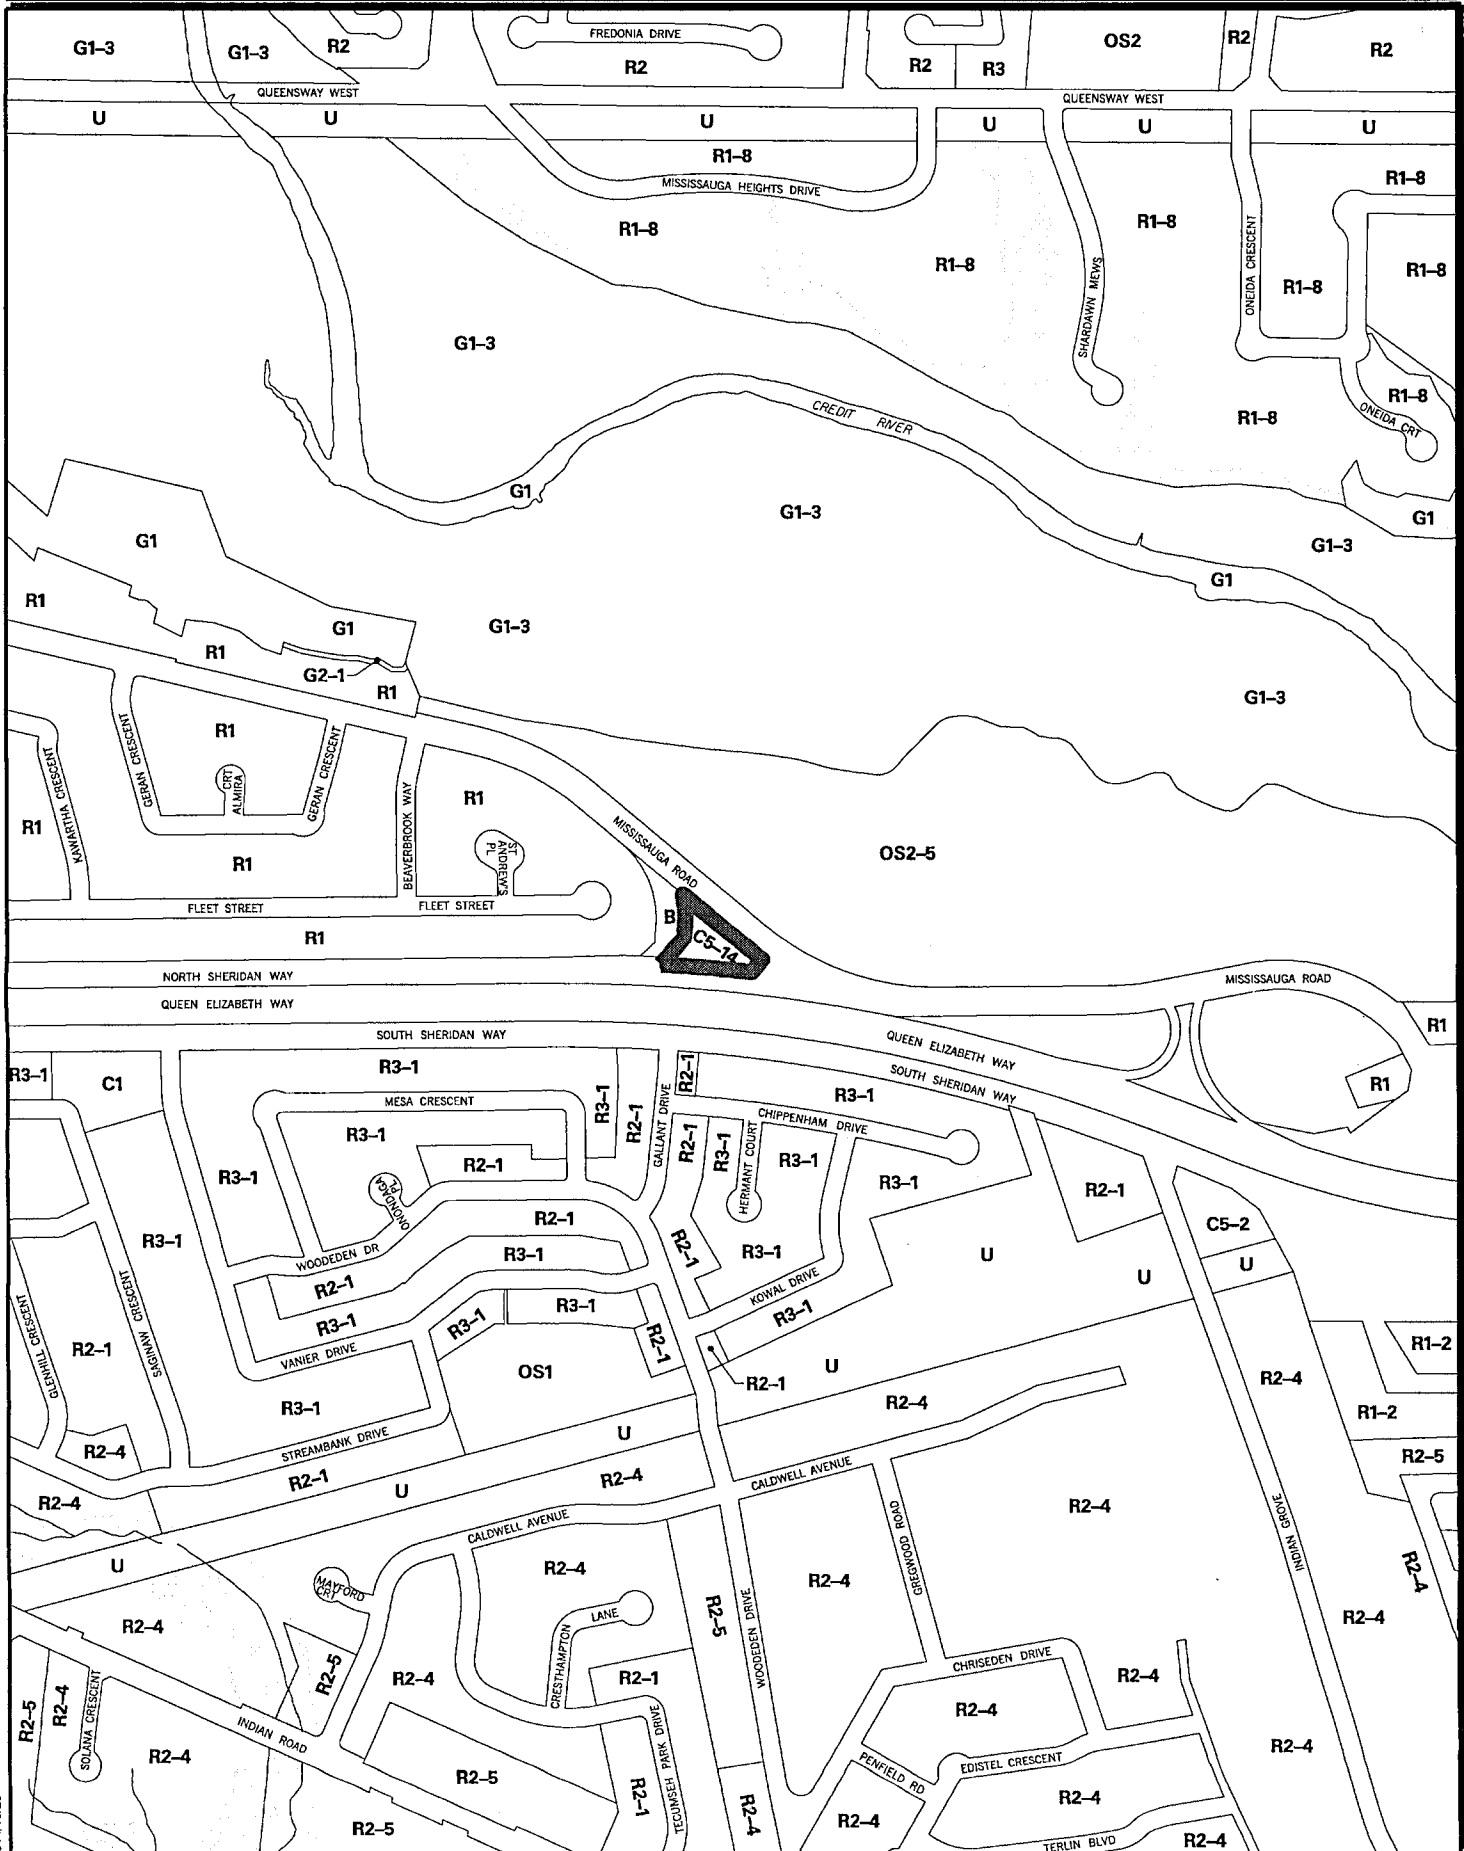 G1–3
G1–3
R2
FREDONIA DRIVE
R2
R2
R3
OS2
R2
R2
QUEENSWAY WEST
QUEENSWAY WEST
U
U
U
U
U
U
R1–8
MISSISSAUGA HEIGHTS DRIVE
R1–8
R1–8
R1–8
R1–8
R1–8
R1–8
SHARDAWN MEWS
ONEIDA CRESCENT
G1–3
R1–8
R1–8
ONEIDA CRT
CREDIT RIVER
G1
G1–3
G1
G1–3
G1
G1
R1
G1
G1–3
R1
G2–1
R1
G1–3
R1
GERAN CRESCENT
GERAN CRESCENT
CRT
ALMIRA
KAWARTHA CRESCENT
R1
R1
BEAVERBROOK WAY
R1
ST
ANDREW'S
PL
MISSISSAUGA ROAD
OS2–5
FLEET STREET
FLEET STREET
B
C5–14
R1
NORTH SHERIDAN WAY
MISSISSAUGA ROAD
QUEEN ELIZABETH WAY
SOUTH SHERIDAN WAY
QUEEN ELIZABETH WAY
SOUTH SHERIDAN WAY
R1
R1
R3–1
C1
R3–1
MESA CRESCENT
R3–1
R2–1
GALLANT DRIVE
R2–1
R3–1
CHIPPENHAM DRIVE
R3–1
R2–1
R2–1
R3–1
HERMANT COURT
R3–1
R3–1
R3–1
ONONDAGA
PL
R2–1
R2–1
C5–2
R3–1
R3–1
R2–1
R3–1
U
U
U
WOODEDEN DR
R2–1
KOWAL DRIVE
R3–1
R3–1
R3–1
R3–1
R2–1
VANIER DRIVE
GLENHILL CRESCENT
R2–1
SAGINAW CRESCENT
OS1
R2–1
U
R2–4
R1–2
R3–1
R2–4
R1–2
R2–4
STREAMBANK DRIVE
U
R2–5
R2–1
U
R2–4
CALDWELL AVENUE
R2–4
CALDWELL AVENUE
GREGWOOD ROAD
R2–4
INDIAN GROVE
U
MAYFORD
CRT
R2–4
R2–5
WOODEDEN DRIVE
R2–4
R2–4
R2–4
R2–4
LANE
CRESTHAMPTON
R2–5
R2–4
R2–1
CHRISEDEN DRIVE
R2–4
R2–5
R2–4
SOLANA CRESCENT
R2–4
INDIAN ROAD
TECUMSEH PARK DRIVE
R2–4
R2–4
PENFIELD RD
EDISTEL CRESCENT
R2–5
R2–1
R2–4
R2–4
R2–5
R2–4
TERLIN BLVD
R2–4